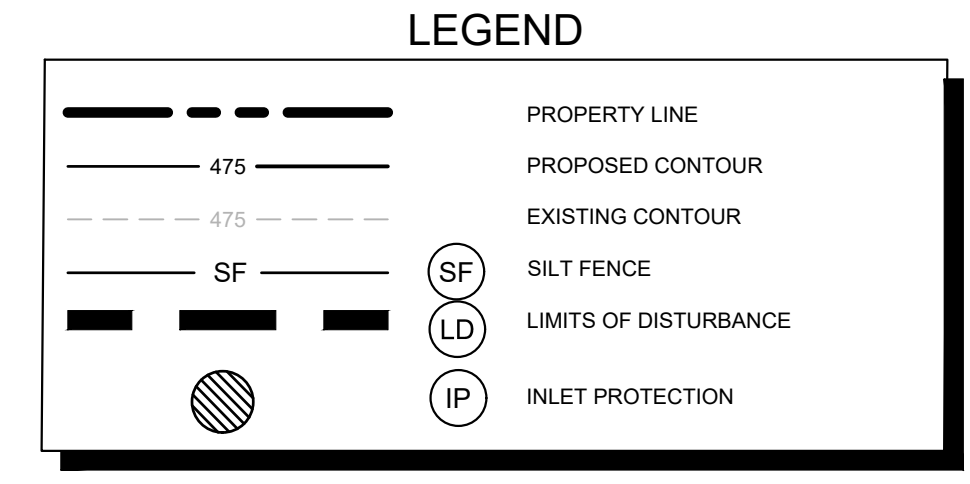 LEGEND
PROPERTY LINE
475 PROPOSED CONTOUR
475 EXISTING CONTOUR
SF SF SILT FENCE
LD LIMITS OF DISTURBANCE
IP INLET PROTECTION